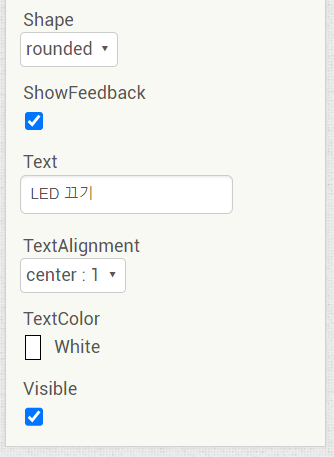 Shape
rounded
ShowFeedback
Text
LED 끄기
TextAlignment
center : 1
TextColor
White
Visible